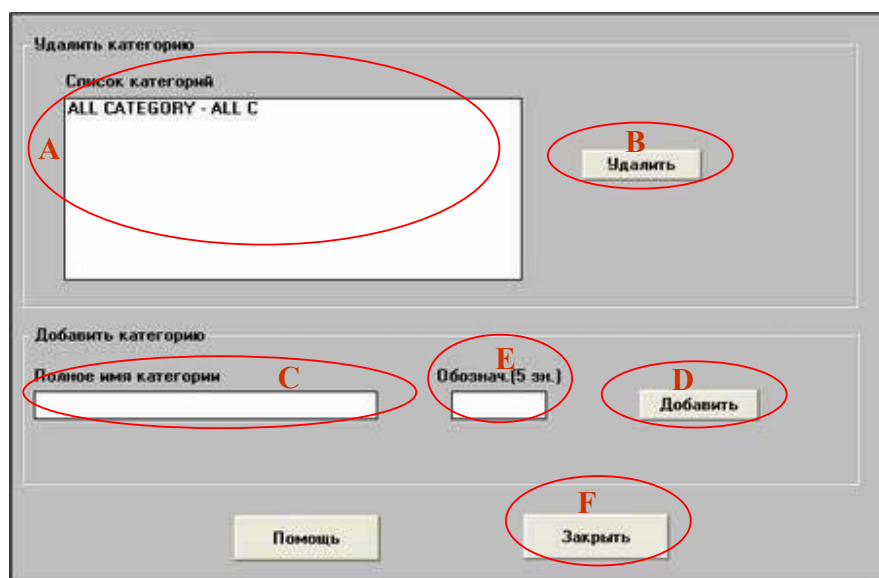 Удалить категорию
Список категорий
ALL CATEGORY - ALL C
A
B
Удалить
Добавить категорию
Полное имя категории
C
E
Обознач.(5 зн.)
D
Добавить
F
Помощь
Закрыть